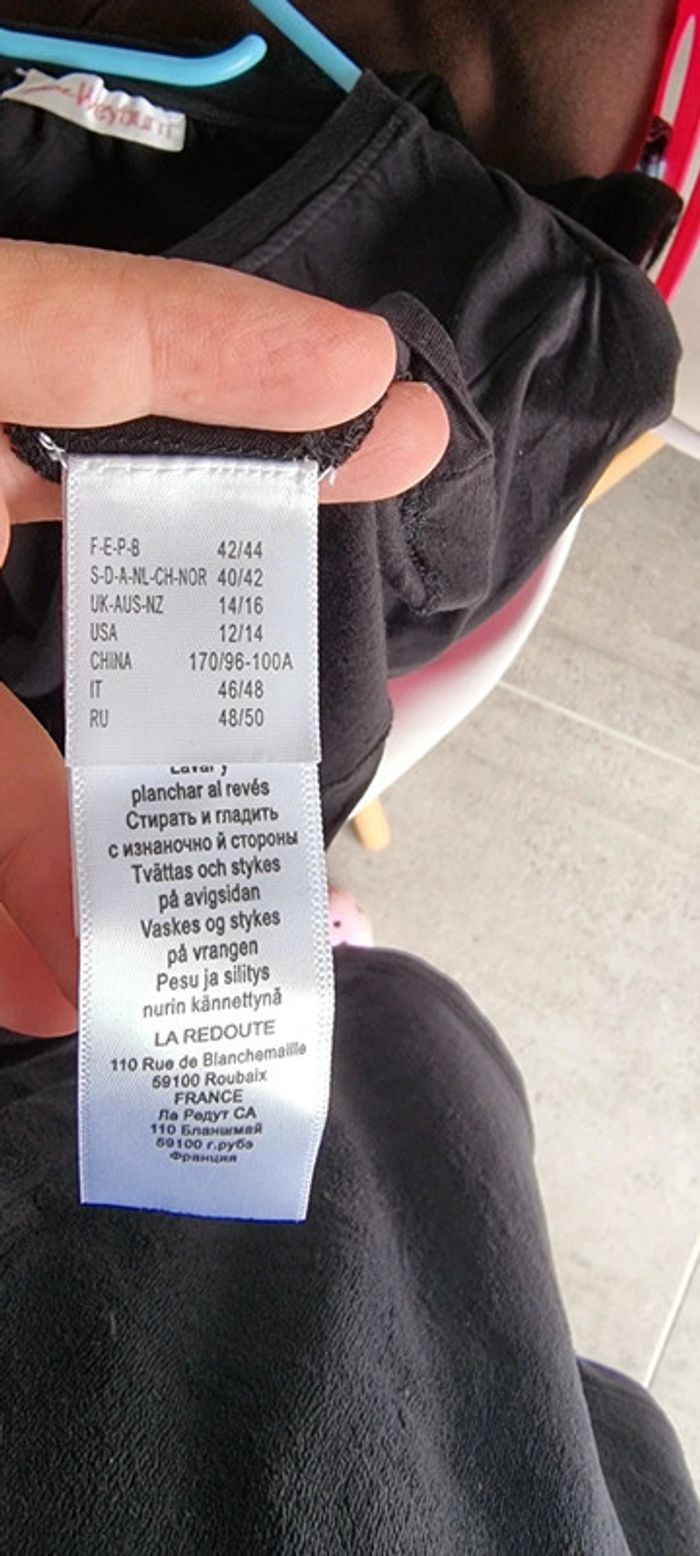 Weyburn
F-E-P-B 42/44
S-D-A-NL-CH-NOR 40/42
UK-AUS-NZ 14/16
USA 12/14
CHINA 170/96-100A
IT 46/48
RU 48/50
planchar al revés
Стирать и гладить
с изнаночно й стороны
Tvättas och stykes
på avigsidan
Vaskes og stykes
på vrangen
Pesu ja silitys
nurin kännettynä
LA REDOUTE
110 Rue de Blanchemaille
59100 Roubaix
FRANCE
Ла Редут СА
110 Бланшмай
59100 г.рубэ
Франция